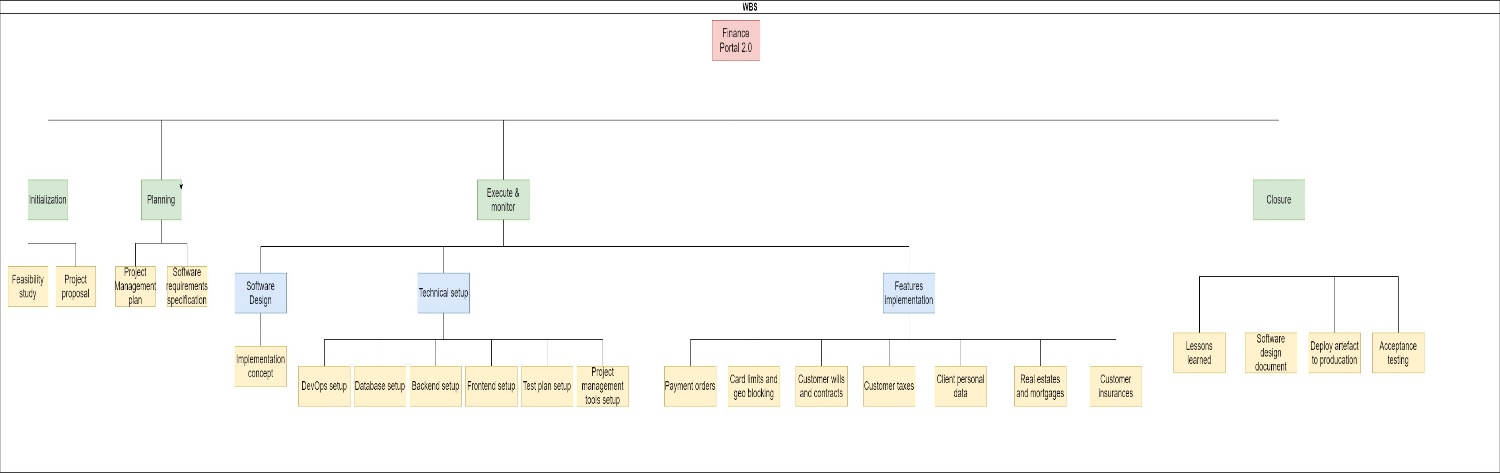 WBS
Finance
Portal 2.0
Initialization
Planning
Execute &
monitor
Closure
Feasibility
study
Project
proposal
Project
Management
plan
Software
requirements
specification
Software
Design
Technical setup
Features
implementation
Implementation
concept
DevOps setup
Database setup
Backend setup
Frontend setup
Test plan setup
Project
management
tools setup
Payment orders
Card limits and
geo blocking
Customer wills
and contracts
Customer taxes
Client personal
data
Real estates
and mortgages
Customer
insurances
Lessons
learned
Software
design
document
Deploy artefact
to producation
Acceptance
testing